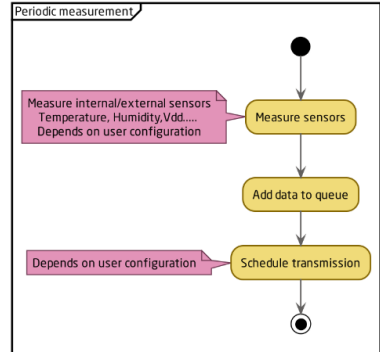 Periodic measurement
Measure internal/external sensors
Temperature, Humidity,Vdd.....
Depends on user configuration
Measure sensors
Add data to queue
Depends on user configuration
Schedule transmission